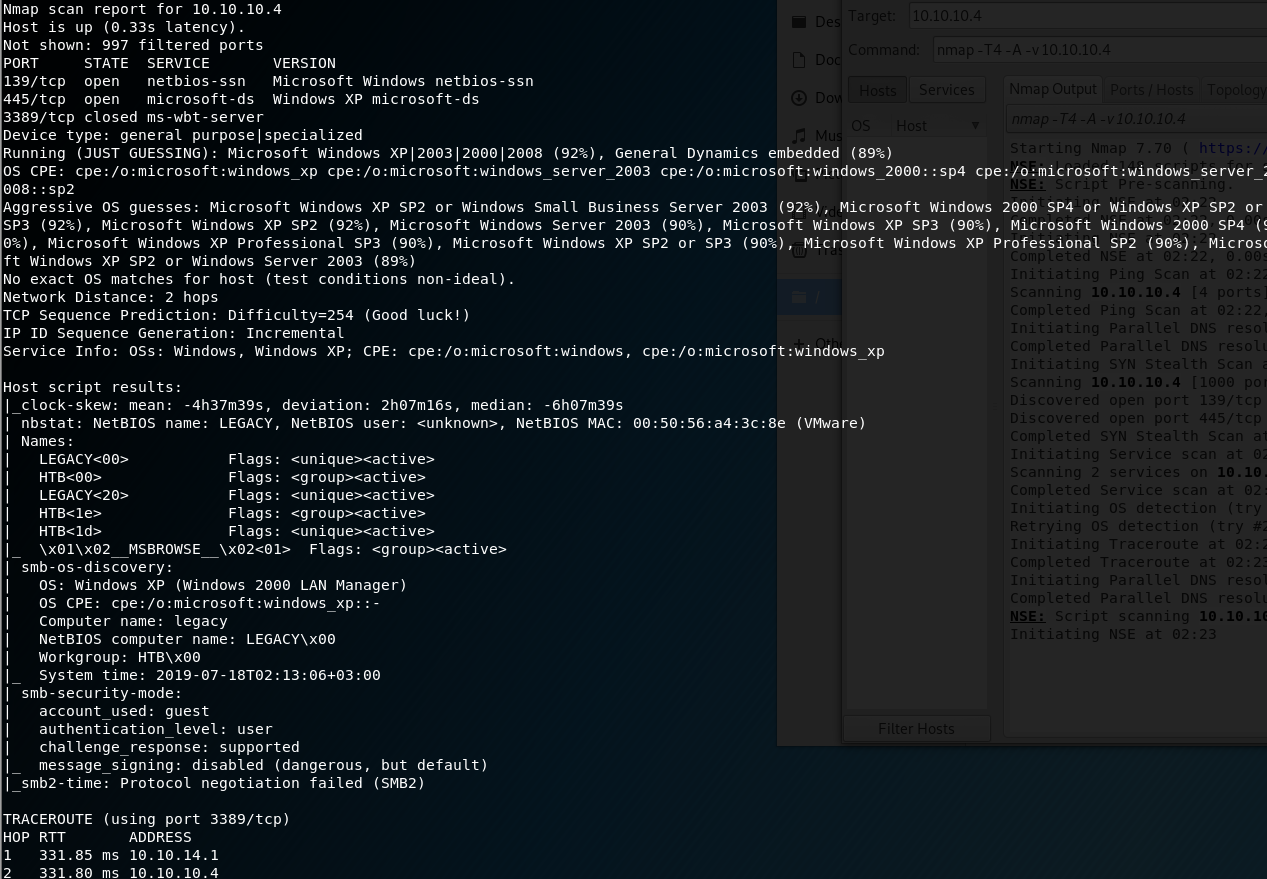 Nmap scan report for 10.10.10.4
Host is up (0.33s latency).
Not shown: 997 filtered ports
PORT     STATE  SERVICE       VERSION
139/tcp  open   netbios-ssn   Microsoft Windows netbios-ssn
445/tcp  open   microsoft-ds  Windows XP microsoft-ds
3389/tcp closed ms-wbt-server
Device type: general purpose|specialized
Running (JUST GUESSING): Microsoft Windows XP|2003|2000|2008 (92%), General Dynamics embedded (89%)
OS CPE: cpe:/o:microsoft:windows_xp cpe:/o:microsoft:windows_server_2003 cpe:/o:microsoft:windows_2000::sp4 cpe:/o:microsoft:windows_server_2
008::sp2
Aggressive OS guesses: Microsoft Windows XP SP2 or Windows Small Business Server 2003 (92%), Microsoft Windows 2000 SP4 or Windows XP SP2 or
SP3 (92%), Microsoft Windows XP SP2 (92%), Microsoft Windows Server 2003 (90%), Microsoft Windows XP SP3 (90%), Microsoft Windows 2000 SP4 (9
0%), Microsoft Windows XP Professional SP3 (90%), Microsoft Windows XP SP2 or SP3 (90%), Microsoft Windows XP Professional SP2 (90%), Microso
ft Windows XP SP2 or Windows Server 2003 (89%)
No exact OS matches for host (test conditions non-ideal).
Network Distance: 2 hops
TCP Sequence Prediction: Difficulty=254 (Good luck!)
IP ID Sequence Generation: Incremental
Service Info: OSs: Windows, Windows XP; CPE: cpe:/o:microsoft:windows, cpe:/o:microsoft:windows_xp
Host script results:
|_clock-skew: mean: -4h37m39s, deviation: 2h07m16s, median: -6h07m39s
| nbstat: NetBIOS name: LEGACY, NetBIOS user: <unknown>, NetBIOS MAC: 00:50:56:a4:3c:8e (VMware)
| Names:
|   LEGACY<00>           Flags: <unique><active>
|   HTB<00>              Flags: <group><active>
|   LEGACY<20>           Flags: <unique><active>
|   HTB<1e>              Flags: <group><active>
|   HTB<1d>              Flags: <unique><active>
|_  \x01\x02__MSBROWSE__\x02<01>  Flags: <group><active>
| smb-os-discovery:
|   OS: Windows XP (Windows 2000 LAN Manager)
|   OS CPE: cpe:/o:microsoft:windows_xp::-
|   Computer name: legacy
|   NetBIOS computer name: LEGACY\x00
|   Workgroup: HTB\x00
|_  System time: 2019-07-18T02:13:06+03:00
| smb-security-mode:
|   account_used: guest
|   authentication_level: user
|   challenge_response: supported
|_  message_signing: disabled (dangerous, but default)
|_smb2-time: Protocol negotiation failed (SMB2)
TRACEROUTE (using port 3389/tcp)
HOP RTT       ADDRESS
1   331.85 ms 10.10.14.1
2   331.80 ms 10.10.10.4
Des
Doc
Dow
Mus
/
Target: 10.10.10.4
Command: nmap -T4 -A -v 10.10.10.4
Hosts Services
OS Host
Filter Hosts
Nmap Output Ports / Hosts Topology
nmap -T4 -A -v 10.10.10.4
Starting Nmap 7.70 ( https:/
NSE: Script Pre-scanning.
Completed NSE at 02:22, 0.00s
Initiating Ping Scan at 02:22
Scanning 10.10.10.4 [4 ports]
Completed Ping Scan at 02:22,
Initiating Parallel DNS resol
Completed Parallel DNS resolu
Initiating SYN Stealth Scan a
Scanning 10.10.10.4 [1000 por
Discovered open port 139/tcp
Discovered open port 445/tcp
Completed SYN Stealth Scan at
Initiating Service scan at 02
Scanning 2 services on 10.10.
Completed Service scan at 02:
Initiating OS detection (try
Retrying OS detection (try #2
Initiating Traceroute at 02:2
Completed Traceroute at 02:23
Initiating Parallel DNS resol
Completed Parallel DNS resolu
NSE: Script scanning 10.10.10
Initiating NSE at 02:23